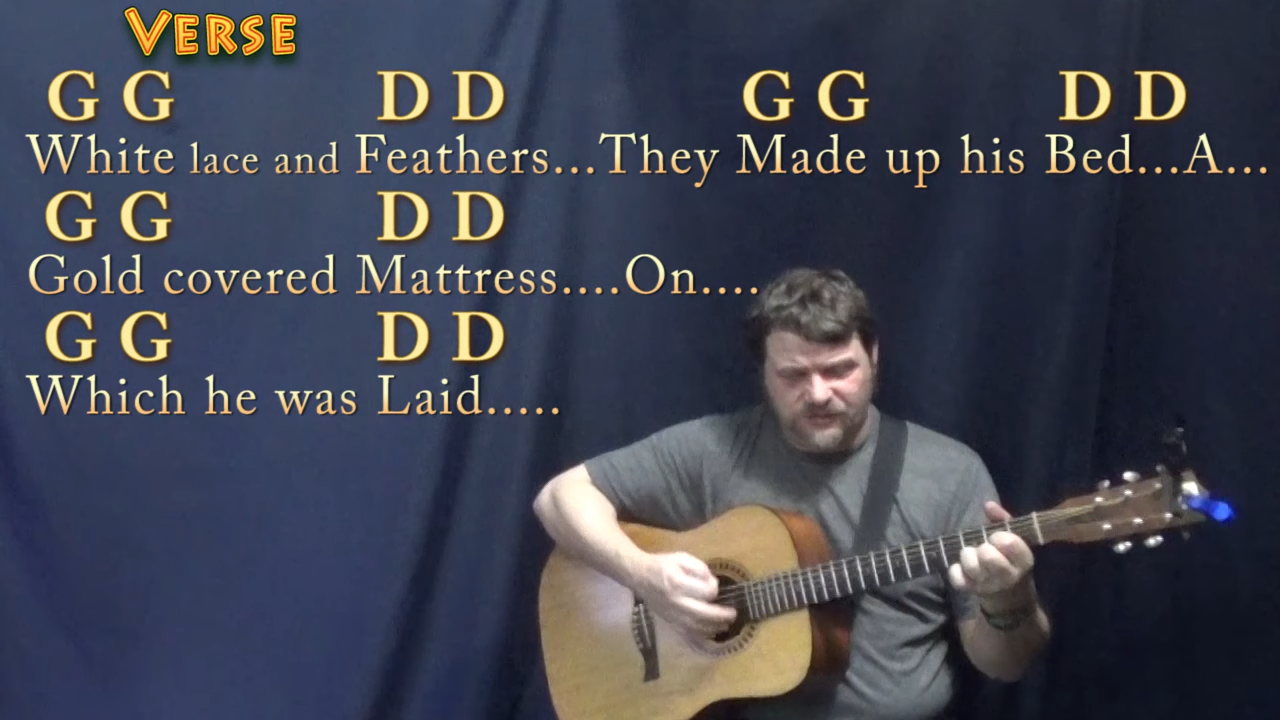 VERSE
G G D D G G D D
White lace and Feathers...They Made up his Bed...A...
G G D D
Gold covered Mattress....On....
G G D D
Which he was Laid.....